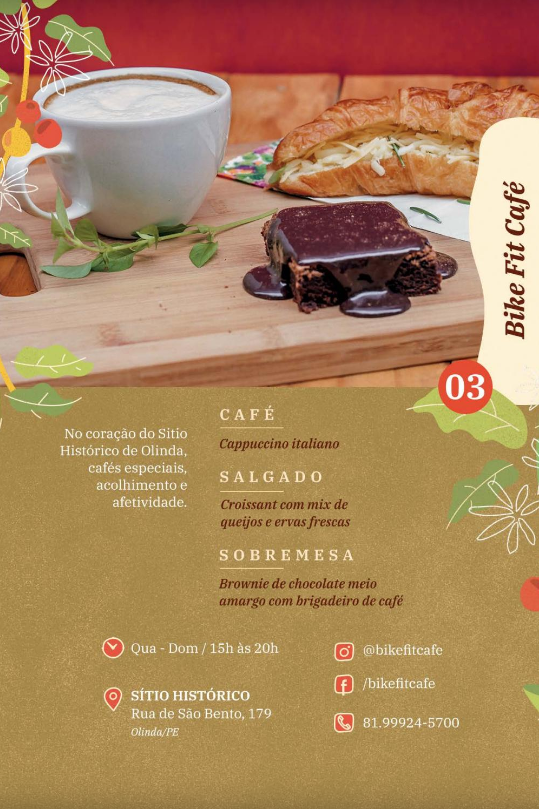 Bike Fit Café
03
No coração do Sitio
Histórico de Olinda,
cafés especiais,
acolhimento e
afetividade.
CAFÉ
Cappuccino italiano
SALGADO
Croissant com mix de
queijos e ervas frescas
SOBREMESA
Brownie de chocolate meio
amargo com brigadeiro de café
Qua - Dom / 15h às 20h
SÍTIO HISTÓRICO
Rua de São Bento, 179
Olinda/PE
@bikefitcafe
/bikefitcafe
81.99924-5700